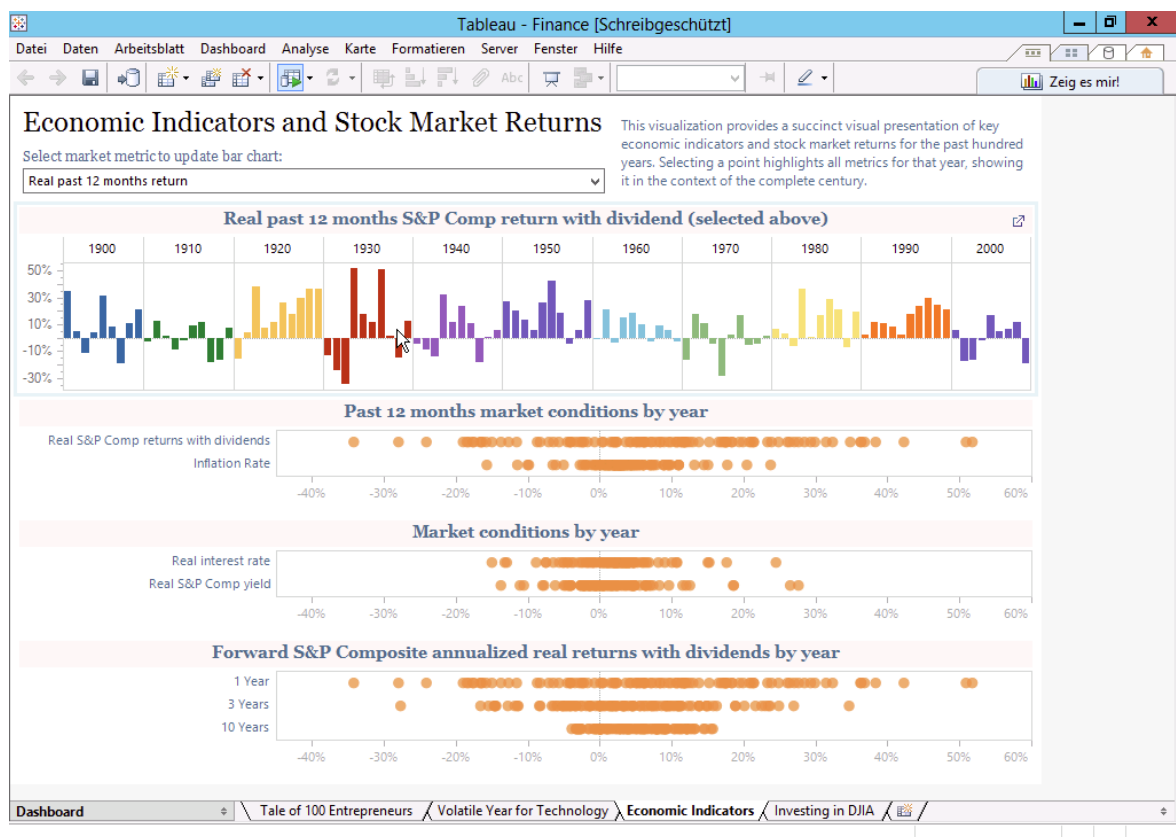 Tableau - Finance [Schreibgeschützt]
Datei Daten Arbeitsblatt Dashboard Analyse Karte Formatieren Server Fenster Hilfe
Abc
Zeig es mir!
Economic Indicators and Stock Market Returns
Select market metric to update bar chart:
Real past 12 months return
This visualization provides a succinct visual presentation of key
economic indicators and stock market returns for the past hundred
years. Selecting a point highlights all metrics for that year, showing
it in the context of the complete century.
Real past 12 months S&P Comp return with dividend (selected above)
1900 1910 1920 1930 1940 1950 1960 1970 1980 1990 2000
50%
30%
10%
-10%
-30%
Past 12 months market conditions by year
Real S&P Comp returns with dividends
Inflation Rate
-40% -30% -20% -10% 0% 10% 20% 30% 40% 50% 60%
Market conditions by year
Real interest rate
Real S&P Comp yield
-40% -30% -20% -10% 0% 10% 20% 30% 40% 50% 60%
Forward S&P Composite annualized real returns with dividends by year
1 Year
3 Years
10 Years
-40% -30% -20% -10% 0% 10% 20% 30% 40% 50% 60%
Dashboard Tale of 100 Entrepreneurs Volatile Year for Technology Economic Indicators Investing in DJIA